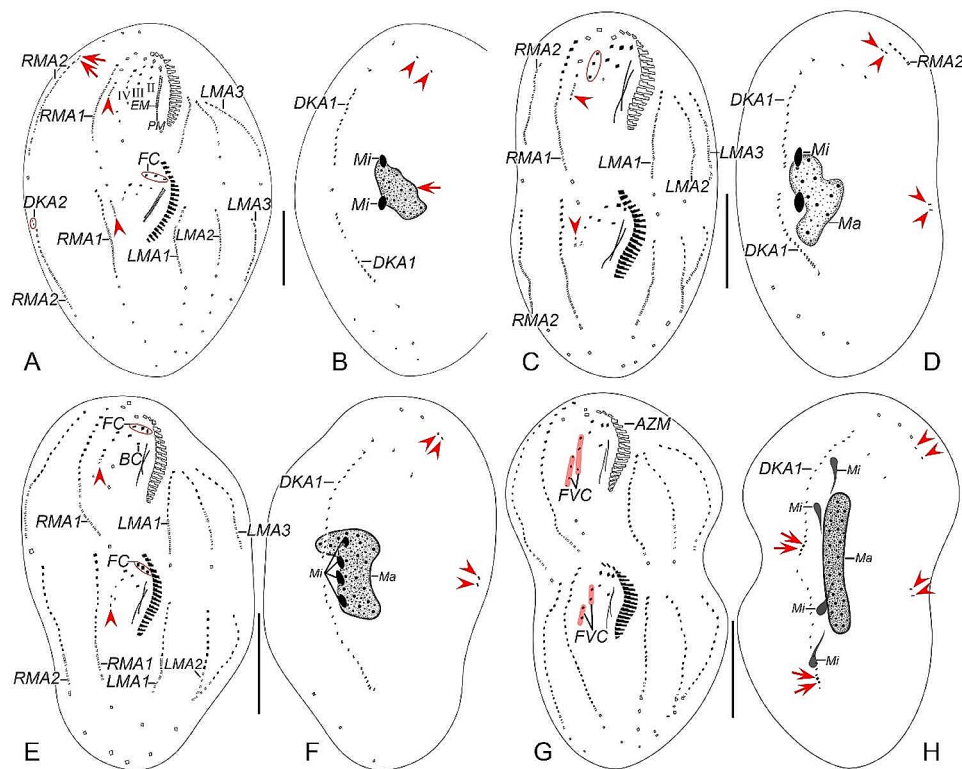 RMA2
RMA1
IV III II
EM
PM
LMA3
FC
DKA2
RMA1
LMA1
LMA2
LMA3
RMA2
A
DKA1
Mi
Mi
DKA1
B
RMA2
RMA1
LMA1
LMA3
LMA2
RMA2
C
DKA1
RMA2
Mi
Ma
DKA1
D
FC
BC
RMA1
LMA1
LMA3
FC
RMA2
RMA1
LMA1
LMA2
E
DKA1
Mi
Ma
F
AZM
FVC
FVC
G
DKA1
Mi
Mi
Ma
Mi
Mi
H